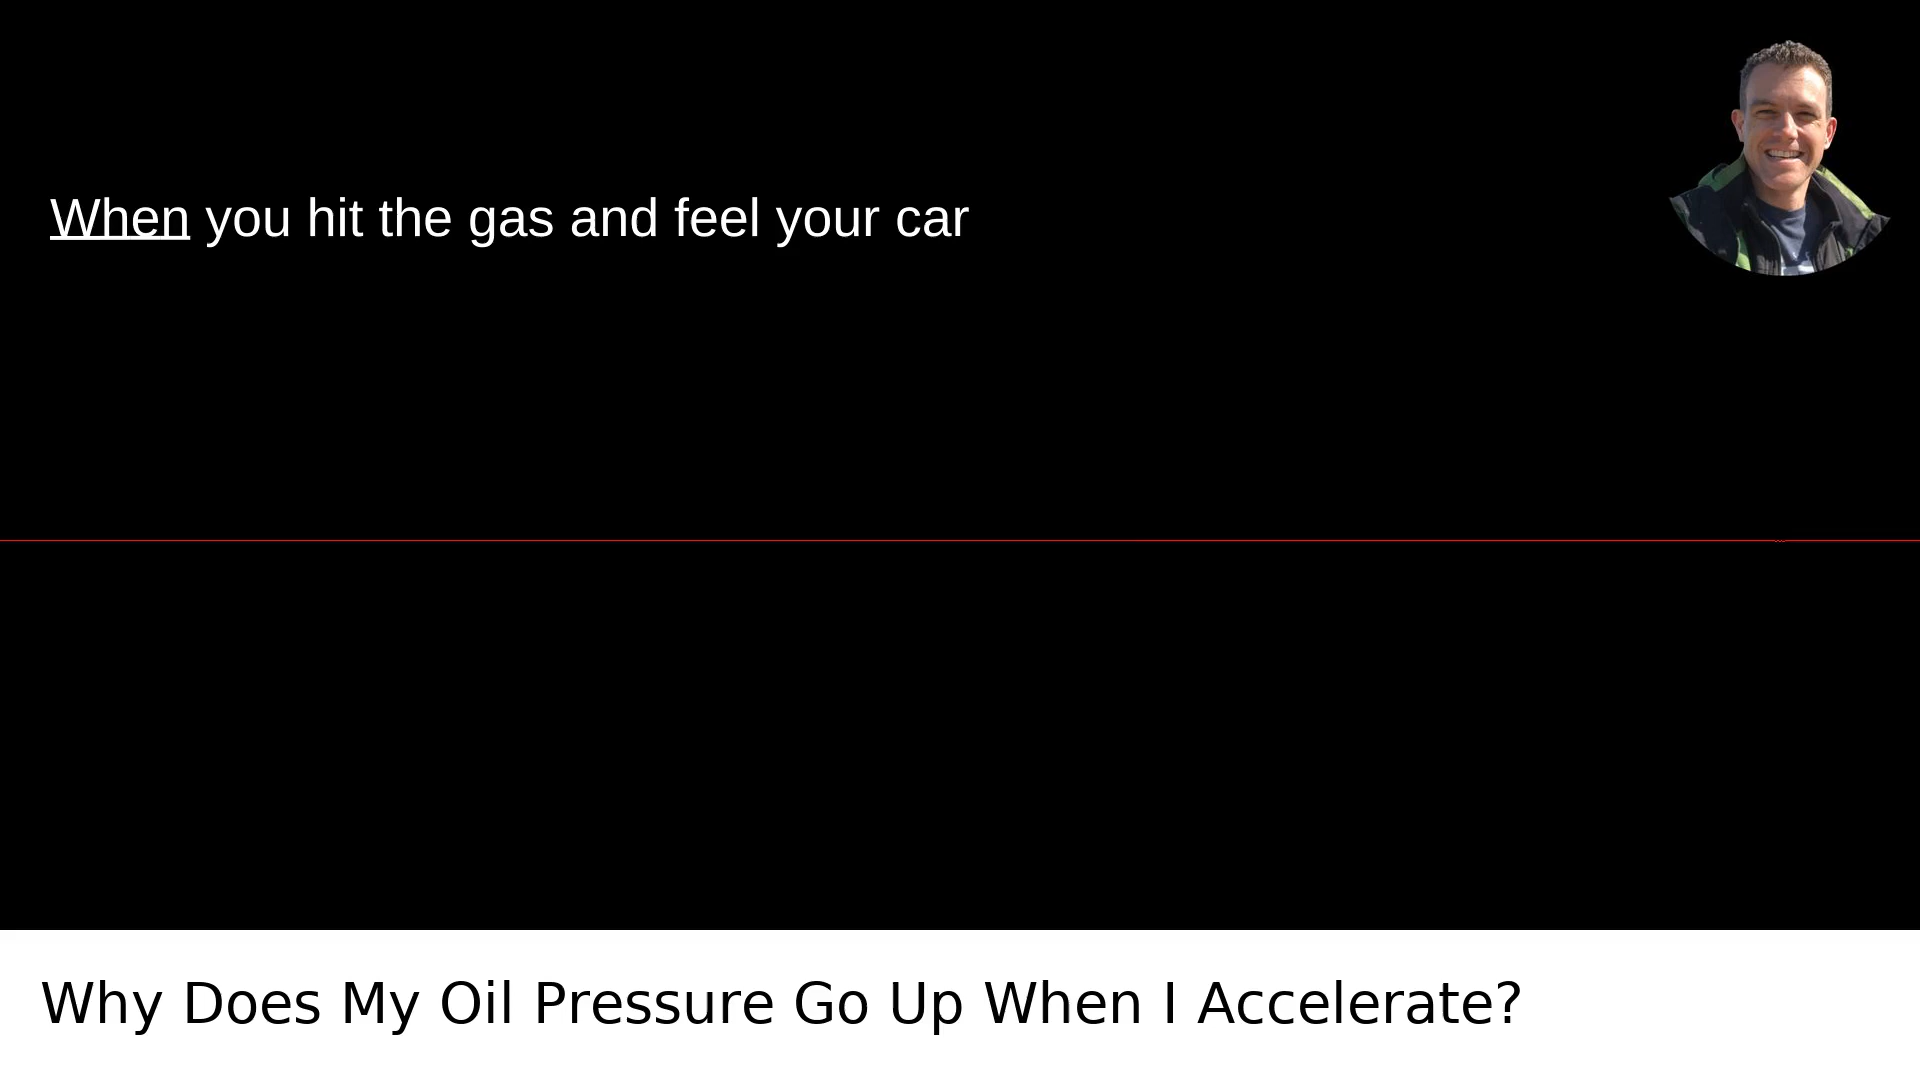 When you hit the gas and feel your car
Why Does My Oil Pressure Go Up When I Accelerate?